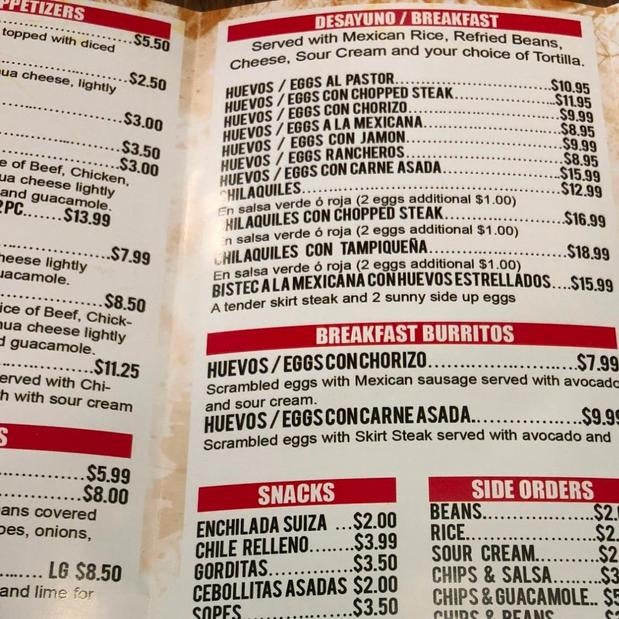 PPETIZERS
topped with diced
$5.50
ua cheese, lightly
$2.50
$3.00
$3.50
$3.00
e of Beef, Chicken,
ua cheese lightly
and guacamole.
2PC......$13.99
$7.99
heese lightly
uacamole.
$8.50
ice of Beef, Chick-
ua cheese lightly
d guacamole.
$11.25
erved with Chi-
h with sour cream
S
$5.99
$8.00
ans covered
oes, onions,
LG $8.50
and lime for
DESAYUNO / BREAKFAST
Served with Mexican Rice, Refried Beans,
Cheese, Sour Cream and your choice of Tortilla.
HUEVOS / EGGS AL PASTOR...$10.95
HUEVOS / EGGS CON CHOPPED STEAK...$11.95
HUEVOS / EGGS CON CHORIZO...$9.99
HUEVOS / EGGS A LA MEXICANA...$8.95
HUEVOS / EGGS CON JAMON...$9.99
HUEVOS / EGGS RANCHEROS...$8.95
HUEVOS / EGGS CON CARNE ASADA...$15.99
CHILAQUILES...$12.99
En salsa verde ó roja (2 eggs additional $1.00)
CHILAQUILES CON CHOPPED STEAK...$16.99
En salsa verde ó roja (2 eggs additional $1.00)
CHILAQUILES CON TAMPIQUEÑA...$18.99
En salsa verde ó roja (2 eggs additional $1.00)
BISTEC A LA MEXICANA CON HUEVOS ESTRELLADOS....$15.99
A tender skirt steak and 2 sunny side up eggs
BREAKFAST BURRITOS
HUEVOS / EGGS CON CHORIZO...$7.99
Scrambled eggs with Mexican sausage served with avocado
and sour cream.
HUEVOS / EGGS CON CARNE ASADA...$9.99
Scrambled eggs with Skirt Steak served with avocado and
SNACKS
ENCHILADA SUIZA ...$2.00
CHILE RELLENO.......$3.99
GORDITAS...$3.50
CEBOLLITAS ASADAS $2.00
SOPES...$3.50
SIDE ORDERS
BEANS...$2.
RICE...$2.
SOUR CREAM...$2
CHIPS & SALSA...$3
CHIPS & GUACAMOLE.. $5
CHIPS & BEANS